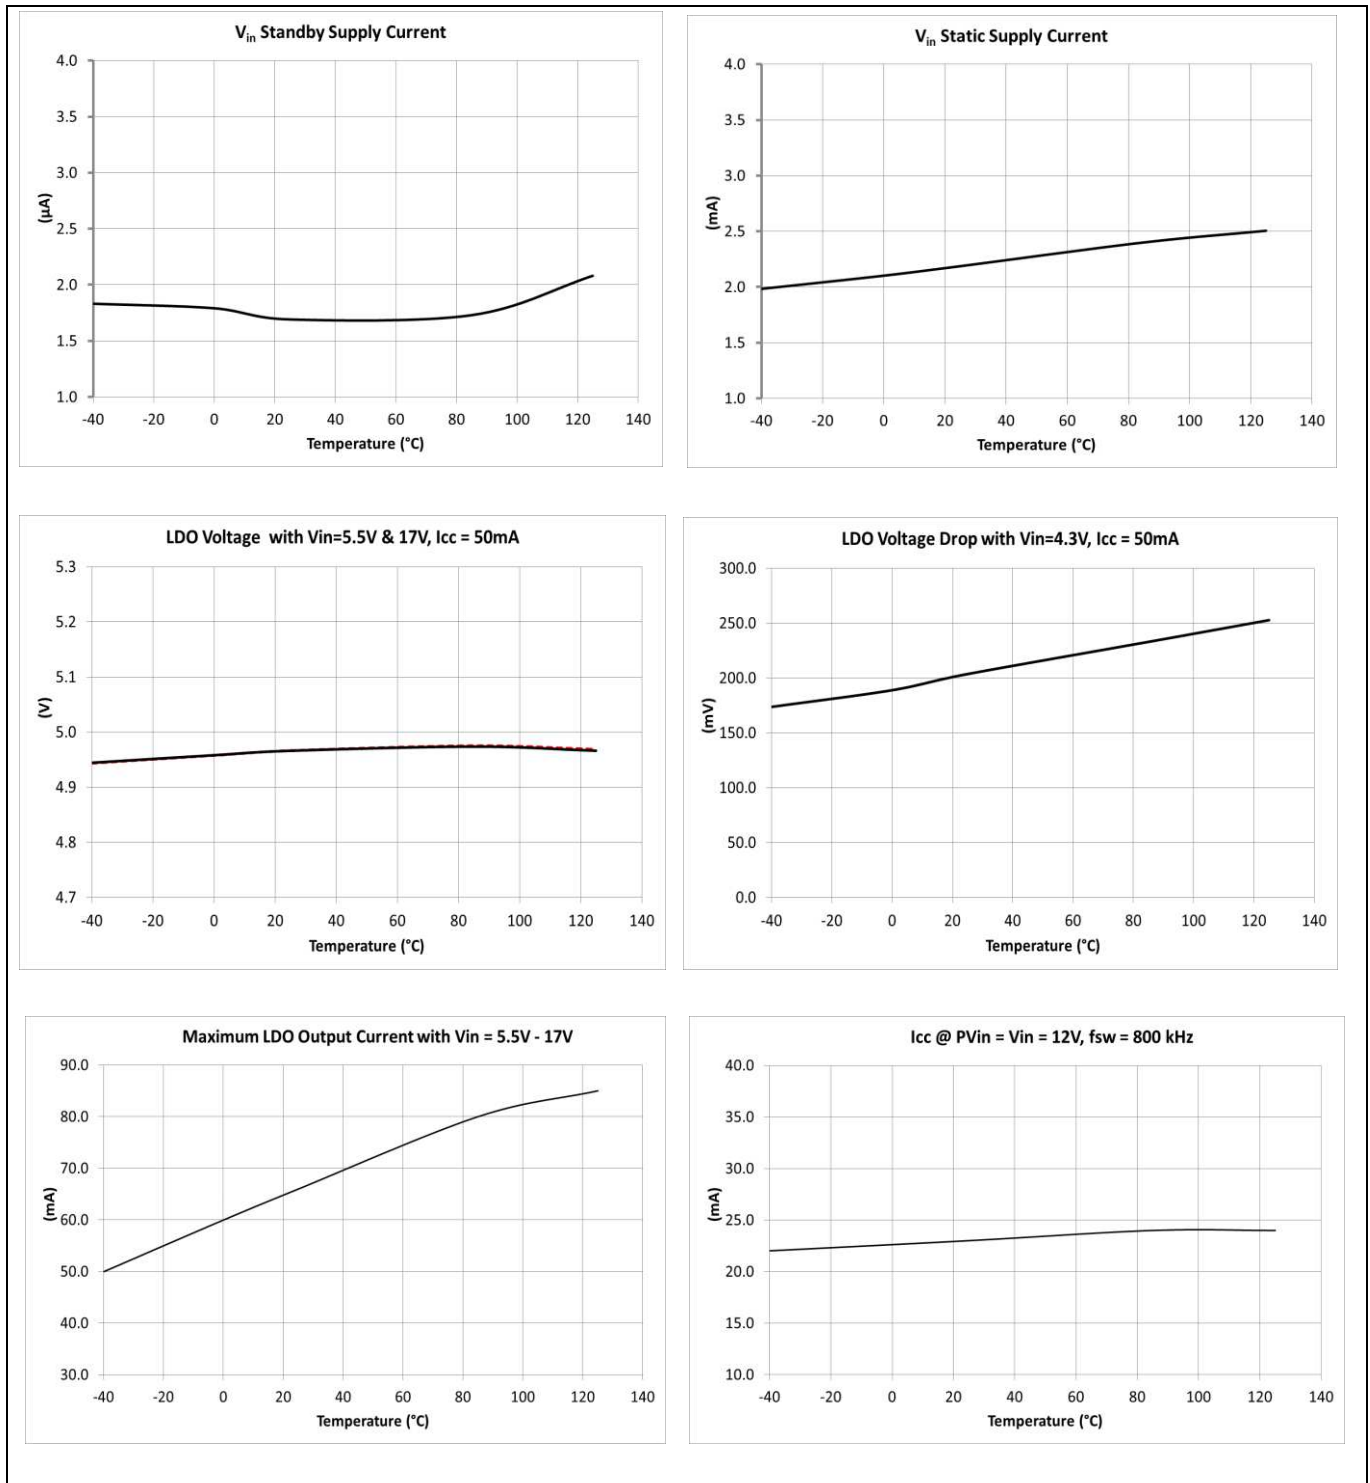 V_in Standby Supply Current
4.0
3.5
3.0
2.5
2.0
1.5
1.0
(µA)
-40 -20 0 20 40 60 80 100 120 140
Temperature (°C)
V_in Static Supply Current
4.0
3.5
3.0
2.5
2.0
1.5
1.0
(mA)
-40 -20 0 20 40 60 80 100 120 140
Temperature (°C)
LDO Voltage with Vin=5.5V & 17V, Icc = 50mA
5.3
5.2
5.1
5.0
4.9
4.8
4.7
(V)
-40 -20 0 20 40 60 80 100 120 140
Temperature (°C)
LDO Voltage Drop with Vin=4.3V, Icc = 50mA
300.0
250.0
200.0
150.0
100.0
50.0
0.0
(mV)
-40 -20 0 20 40 60 80 100 120 140
Temperature (°C)
Maximum LDO Output Current with Vin = 5.5V - 17V
90.0
80.0
70.0
60.0
50.0
40.0
30.0
(mA)
-40 -20 0 20 40 60 80 100 120 140
Temperature (°C)
Icc @ PVin = Vin = 12V, fsw = 800 kHz
40.0
35.0
30.0
25.0
20.0
15.0
10.0
(mA)
-40 -20 0 20 40 60 80 100 120 140
Temperature (°C)